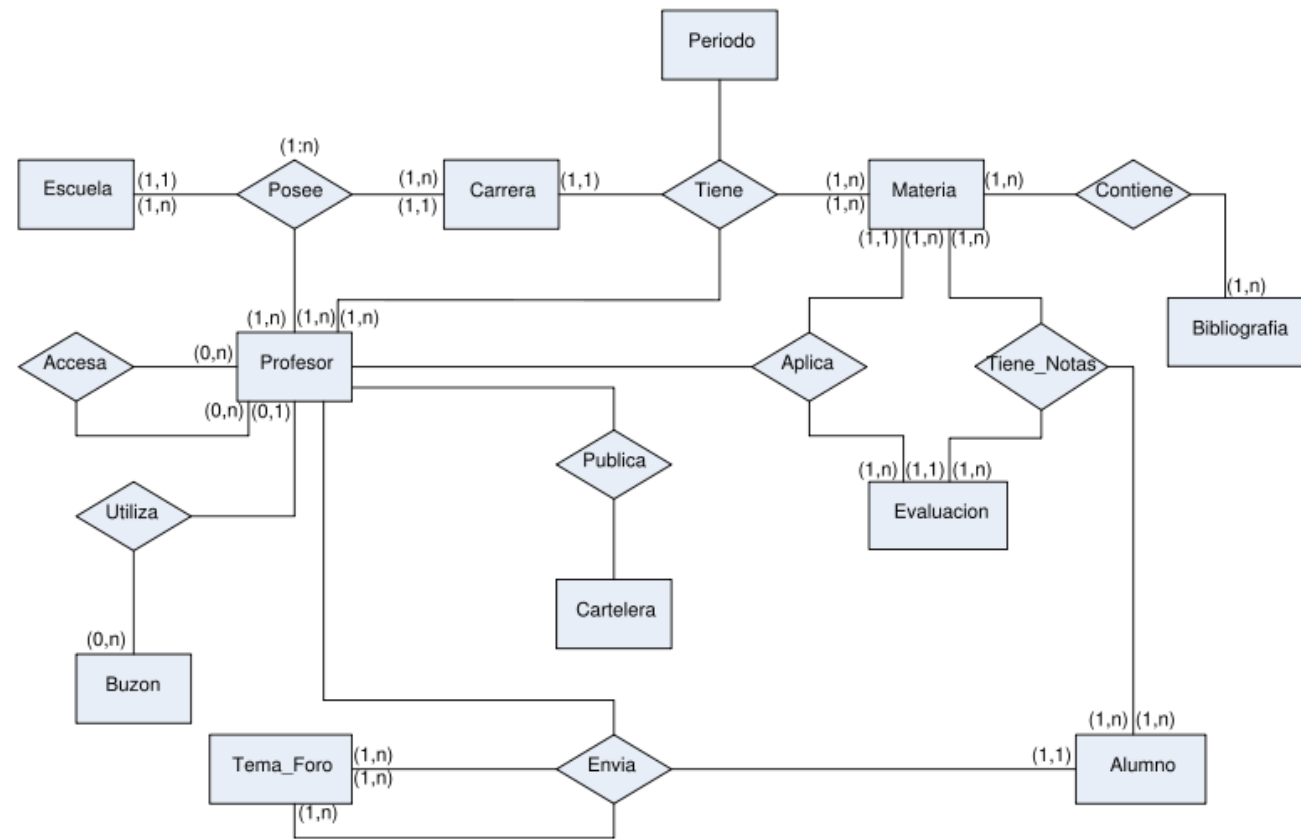 Periodo
(1:n)
Escuela
(1,1)
(1,n)
Posee
(1,n)
(1,1)
Carrera
(1,1)
Tiene
(1,n)
(1,n)
Materia
(1,n)
Contiene
(1,1) (1,n) (1,n)
(1,n)
Bibliografia
(1,n) (1,n) (1,n)
Accesa
(0,n)
Profesor
Aplica
Tiene_Notas
(0,n) (0,1)
Publica
(1,n) (1,1) (1,n)
Evaluacion
Utiliza
Cartelera
(0,n)
Buzon
(1,n) (1,n)
Tema_Foro
(1,n)
(1,n)
(1,n)
Envia
(1,1)
Alumno